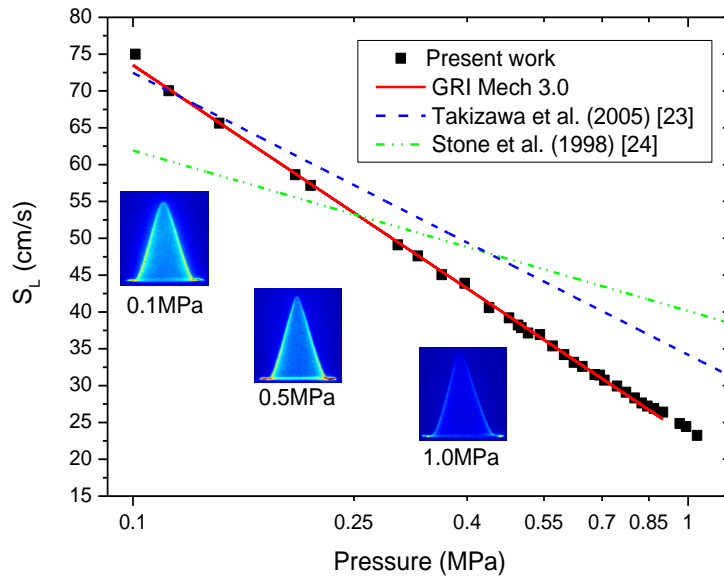 80
75
70
65
60
55
50
45
40
35
30
25
20
15
S_L (cm/s)
Present work
GRI Mech 3.0
Takizawa et al. (2005) [23]
Stone et al. (1998) [24]
0.1MPa
0.5MPa
1.0MPa
0.1 0.25 0.4 0.55 0.7 0.85 1
Pressure (MPa)